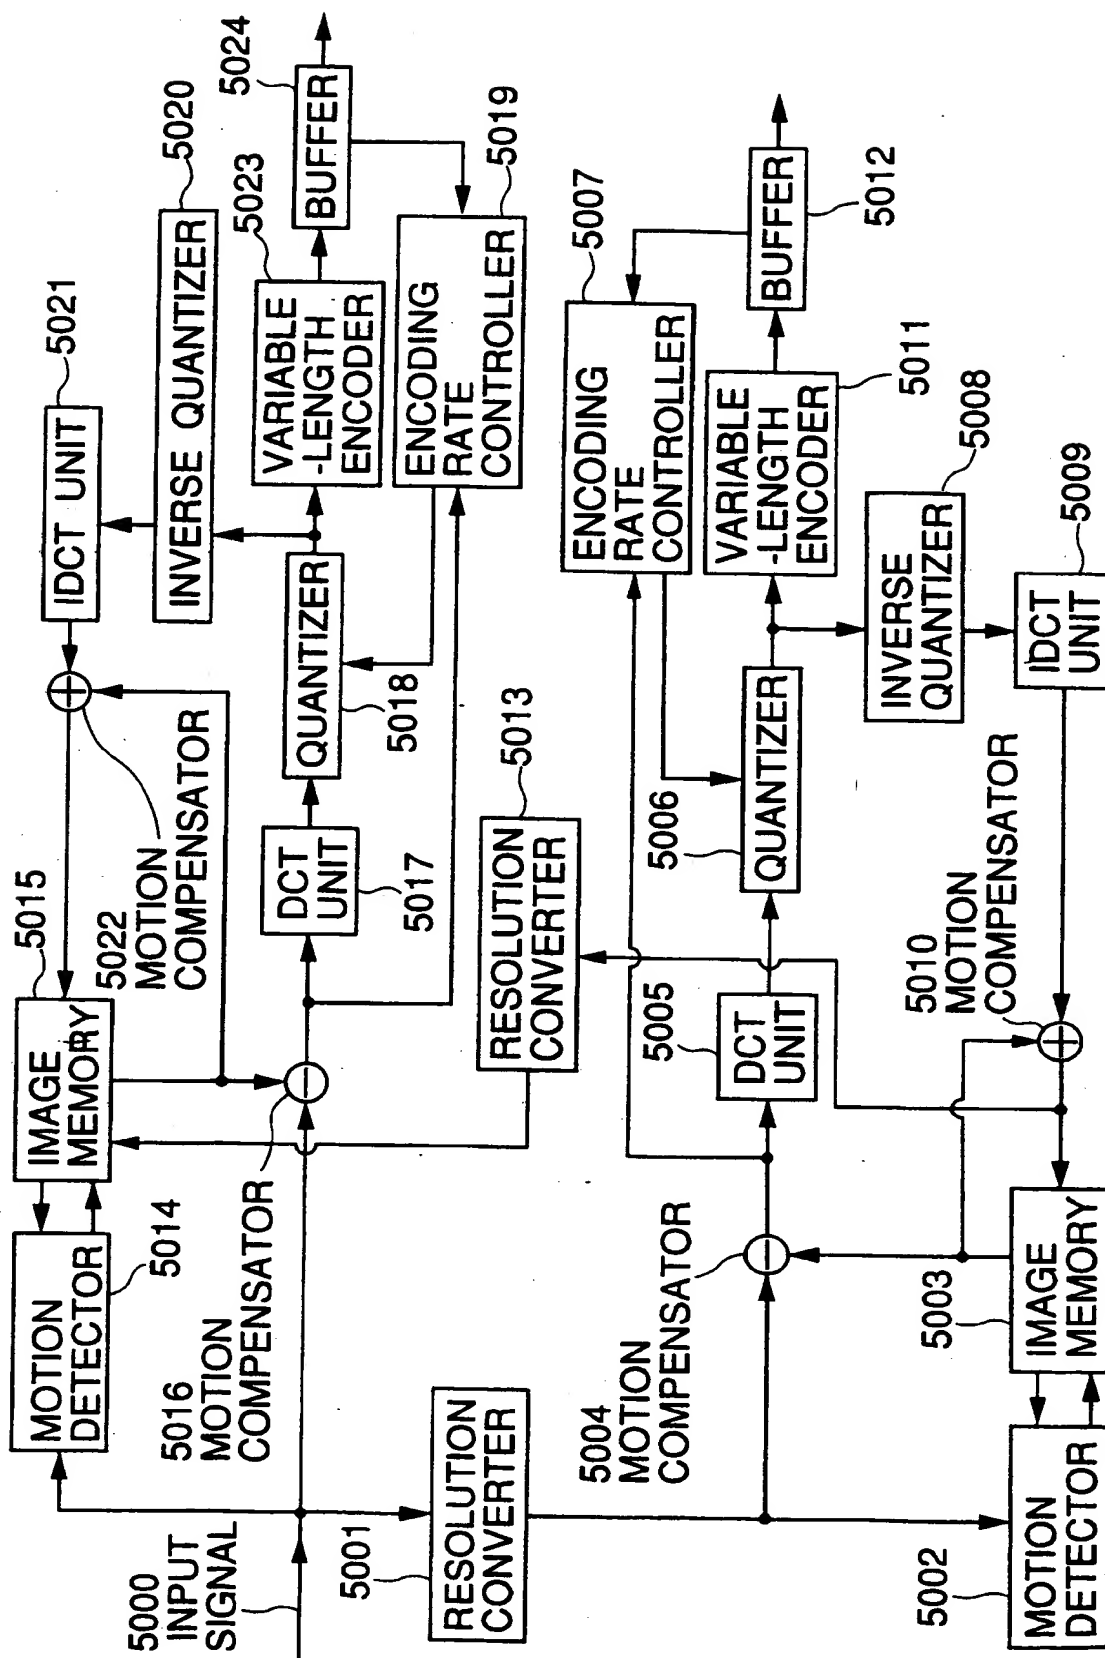 5000
INPUT
SIGNAL
5001
RESOLUTION
CONVERTER
MOTION
DETECTOR
5014
IMAGE
MEMORY
5015
5016
MOTION
COMPENSATOR
5022
MOTION
COMPENSATOR
IDCT UNIT
5021
INVERSE QUANTIZER
5020
DCT
UNIT
5017
QUANTIZER
5018
VARIABLE
-LENGTH
ENCODER
5023
BUFFER
5024
ENCODING
RATE
CONTROLLER
5019
RESOLUTION
CONVERTER
5013
5002
MOTION
DETECTOR
5003
IMAGE
MEMORY
5004
MOTION
COMPENSATOR
5005
DCT
UNIT
5006
QUANTIZER
ENCODING
RATE
CONTROLLER
5007
VARIABLE
-LENGTH
ENCODER
5011
BUFFER
5012
INVERSE
QUANTIZER
5008
IDCT
UNIT
5009
5010
MOTION
COMPENSATOR